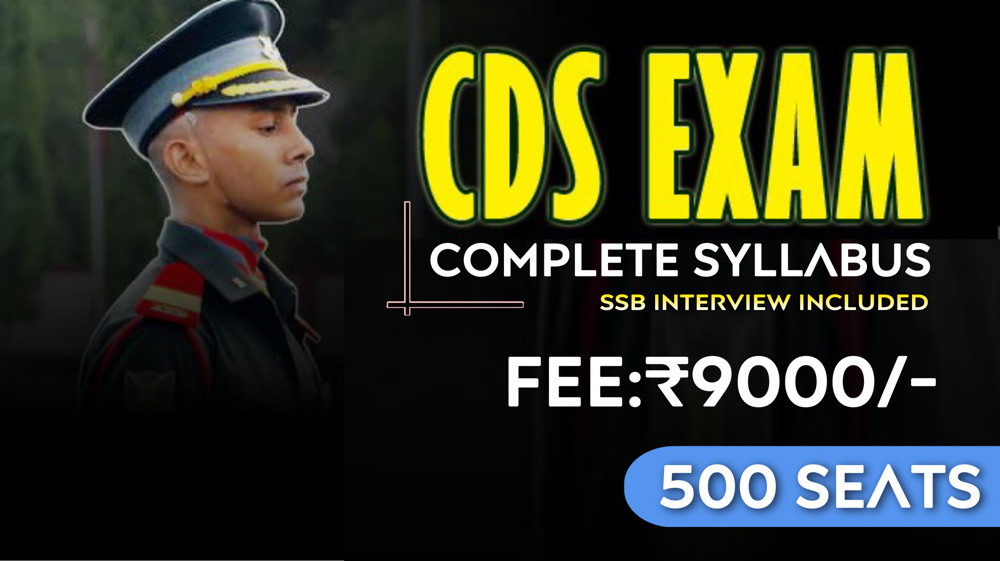 CDS EXAM
COMPLETE SYLLABUS
SSB INTERVIEW INCLUDED
FEE:₹9000/-
500 SEATS